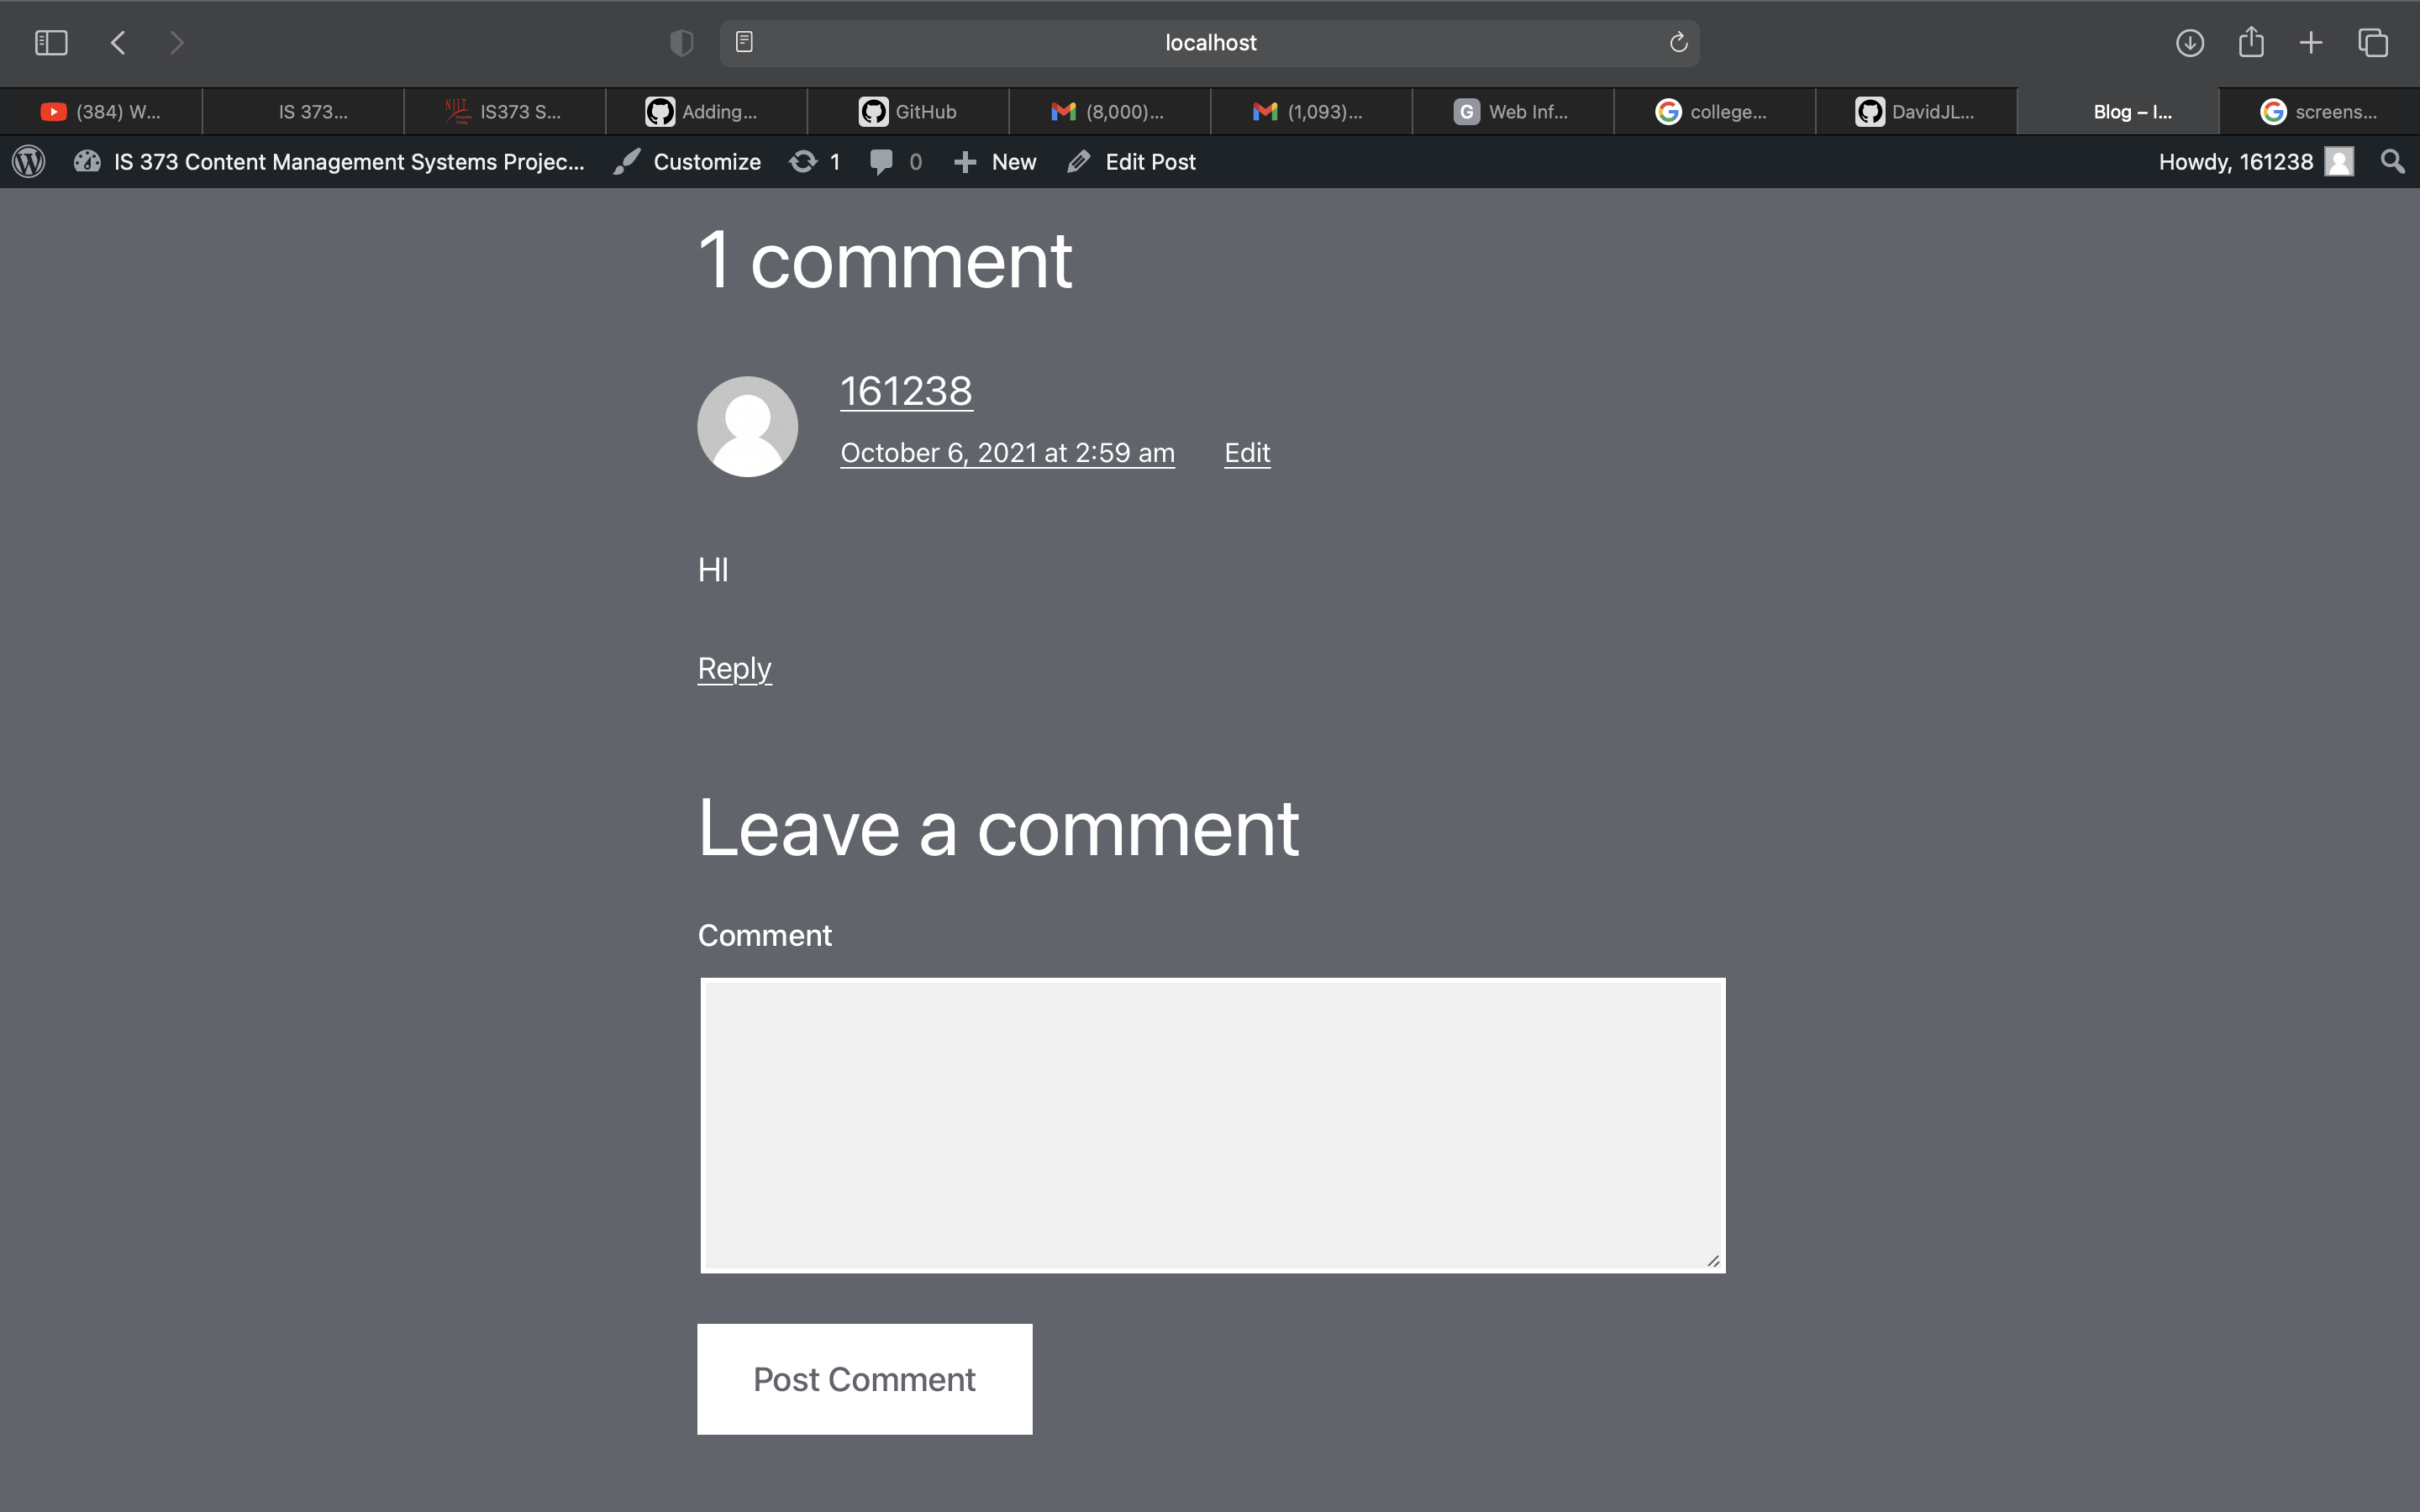 localhost
(384) W...
IS 373...
IS373 S...
Adding...
GitHub
(8,000)...
(1,093)...
G
Web Inf...
college...
DavidJL...
Blog – I...
screens...
IS 373 Content Management Systems Projec...
Customize
1
0
New
Edit Post
Howdy, 161238
1 comment
161238
October 6, 2021 at 2:59 am
Edit
HI
Reply
Leave a comment
Comment
Post Comment